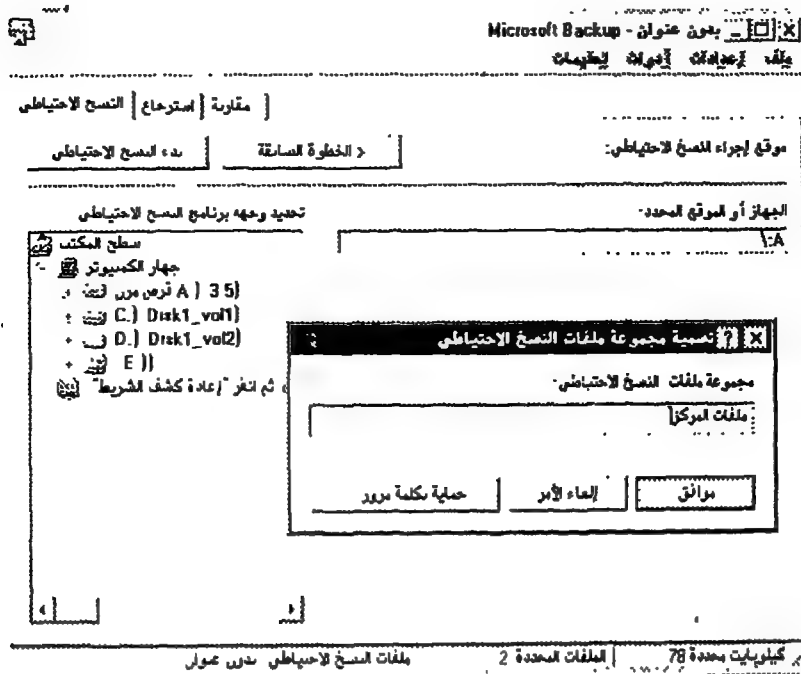 بدون عنوان - Microsoft Backup
ملف إعدادات أدوات تعليمات
النسخ الاحتياطي استرجاع مقارنة
موقع إجراء النسخ الاحتياطي:
< الخطوة السابقة
بدء النسخ الاحتياطي
الجهاز أو الموقع المحدد:
A:\
تحديد وجهه برنامج النسخ الاحتياطي
سطح المكتب
جهاز الكمبيوتر
قرص مرن A ) 3 5)
C.) Disk1_vol1)
D.) Disk1_vol2)
E ))
ثم انقر "إعادة كشف الشريط"
تسمية مجموعة ملفات النسخ الاحتياطي
مجموعة ملفات النسخ الاحتياطي:
ملفات المركز
موافق
إلغاء الأمر
حماية بكلمة مرور
ملفات النسخ الاحتياطي بدون عنوان
الملفات المحددة 2
كيلوبايت محددة 78